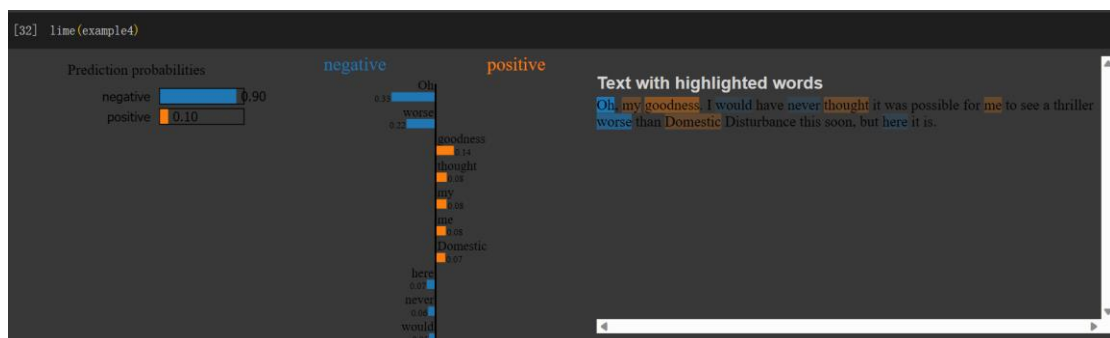 [32] lime(example4)
Prediction probabilities
negative 0.90
positive 0.10
negative positive
Oh
0.33
worse
0.22
goodness
0.14
thought
0.08
my
0.08
me
0.08
Domestic
0.07
here
0.07
never
0.06
would
Text with highlighted words
Oh, my goodness. I would have never thought it was possible for me to see a thriller
worse than Domestic Disturbance this soon, but here it is.